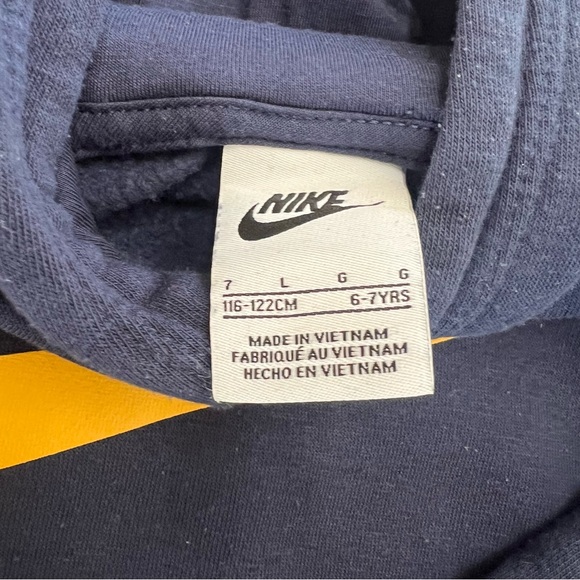 NIKE
7 L G G
116-122CM 6-7YRS
MADE IN VIETNAM
FABRIQUÉ AU VIETNAM
HECHO EN VIETNAM